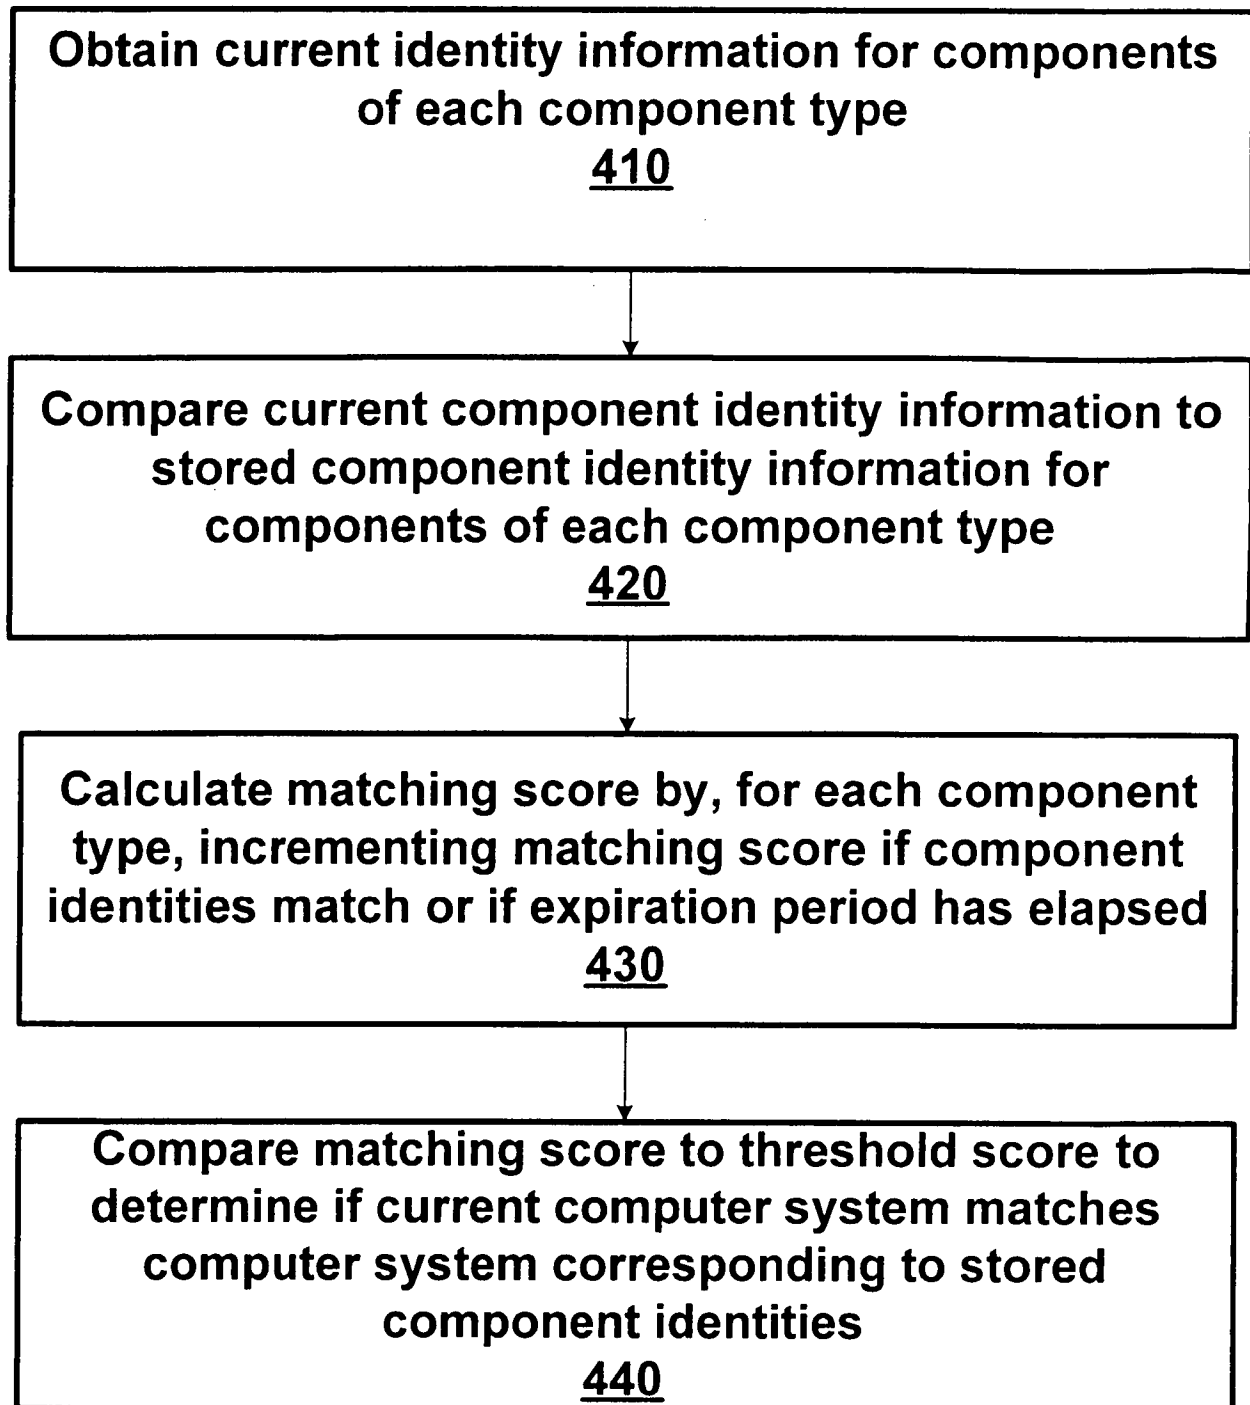 Obtain current identity information for components
of each component type
410
Compare current component identity information to
stored component identity information for
components of each component type
420
Calculate matching score by, for each component
type, incrementing matching score if component
identities match or if expiration period has elapsed
430
Compare matching score to threshold score to
determine if current computer system matches
computer system corresponding to stored
component identities
440